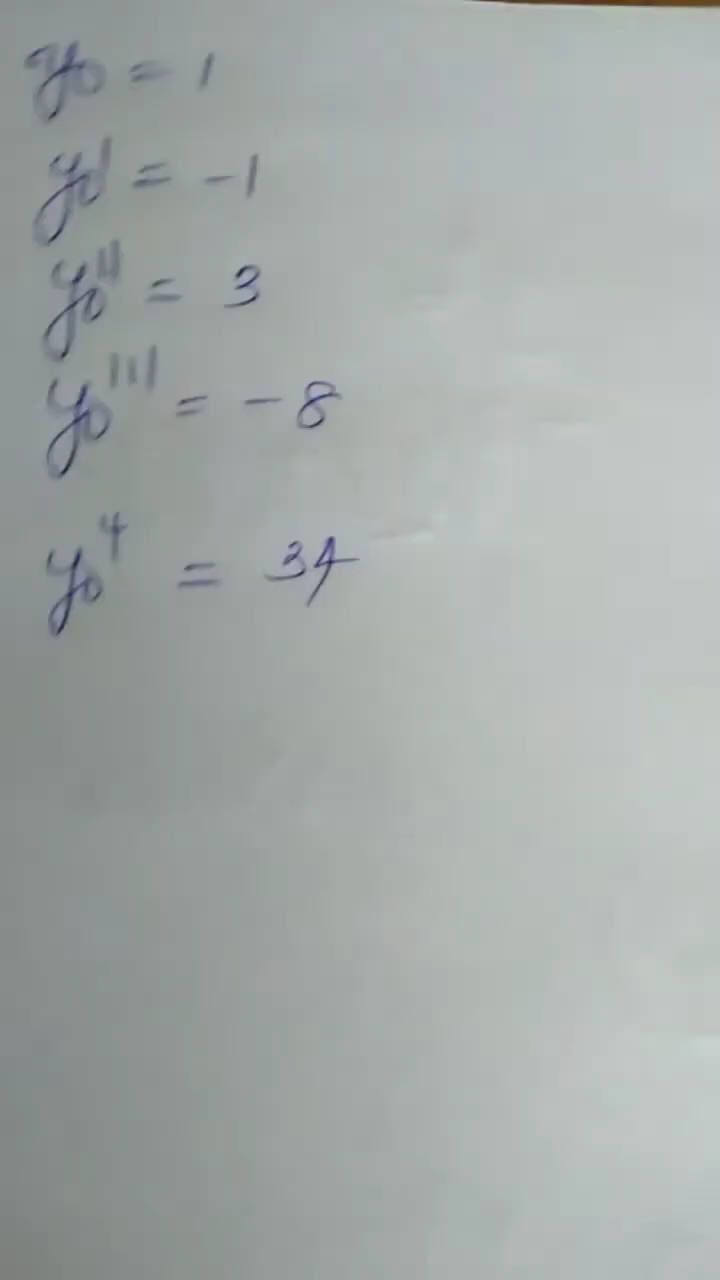 y₀ = 1
y₀' = -1
y₀'' = 3
y₀''' = -8
y₀⁴ = 34